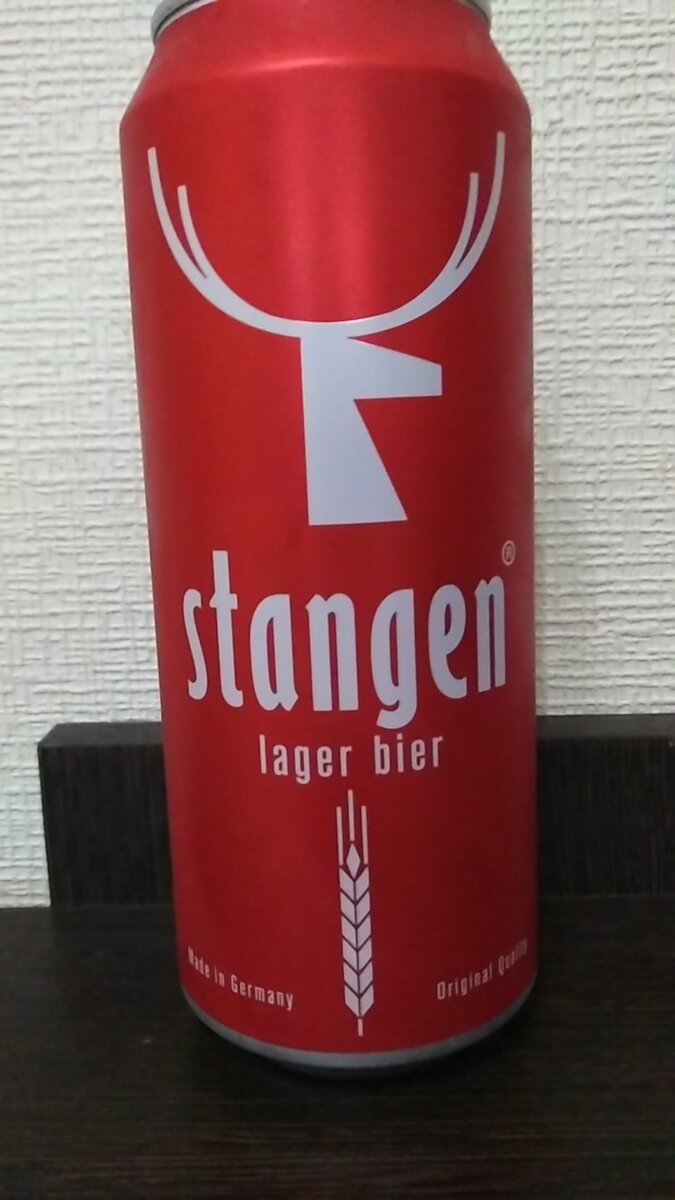 stangen®
lager bier
Made in Germany
Original Quality